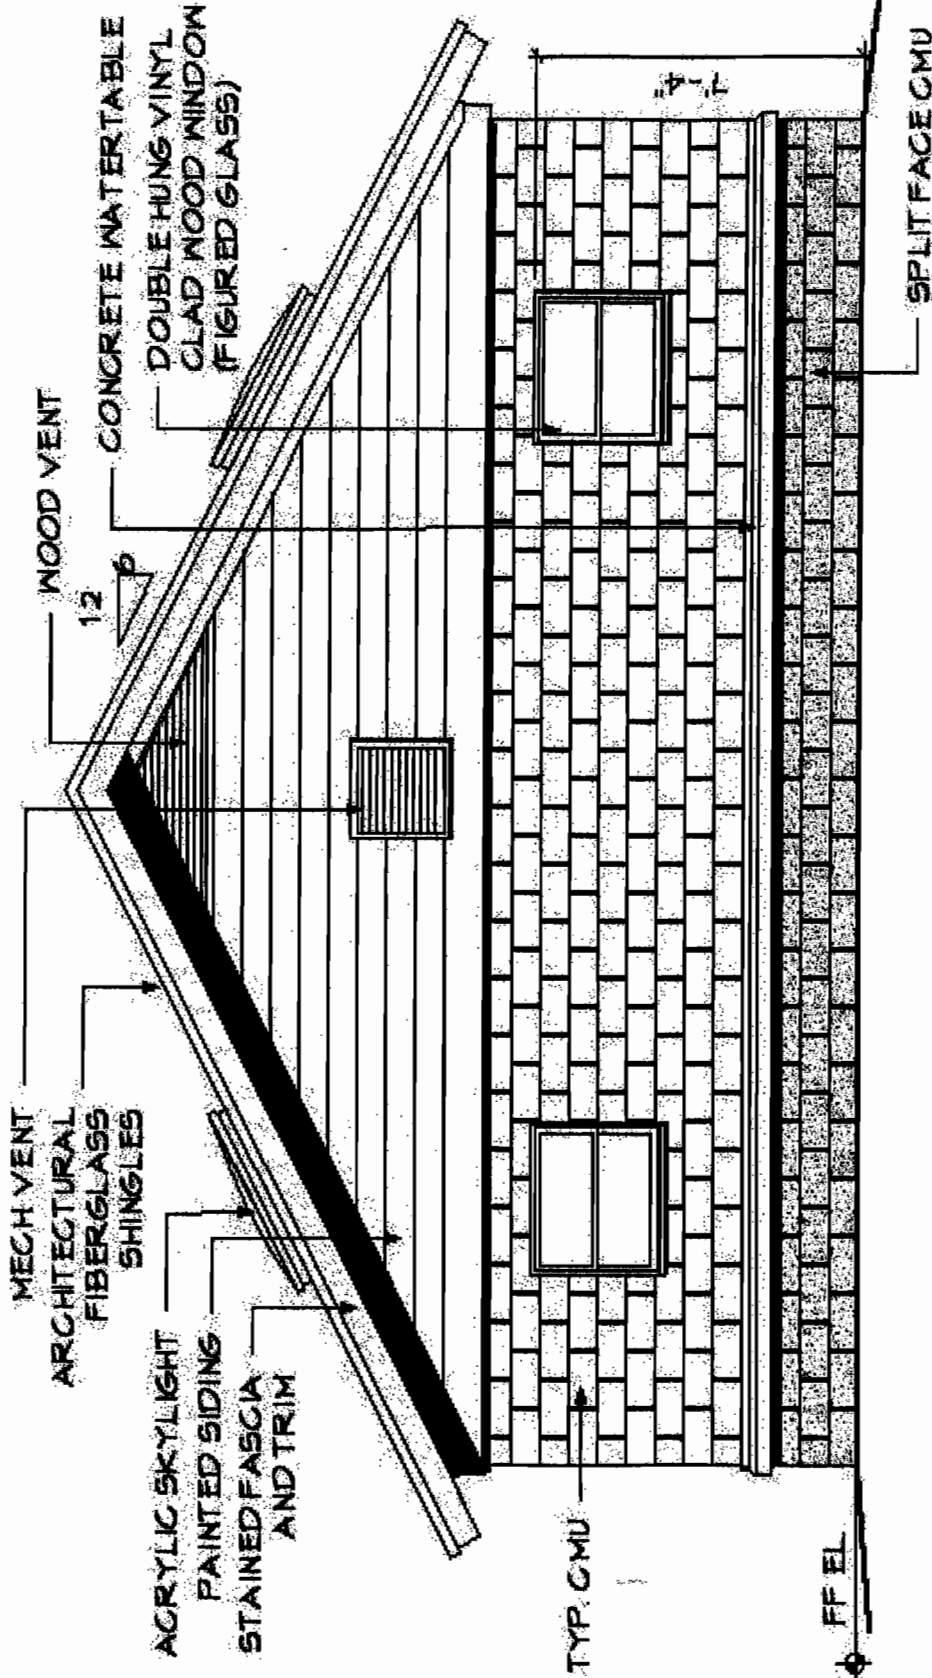 MECH VENT
ARCHITECTURAL
FIBERGLASS
SHINGLES
ACRYLIC SKYLIGHT
PAINTED SIDING
STAINED FASCIA
AND TRIM
TYP. CMU
FF EL
WOOD VENT
12
6
CONCRETE WATERTABLE
DOUBLE HUNG VINYL
CLAD WOOD WINDOW
(FIGURED GLASS)
7'-4"
SPLIT FACE CMU